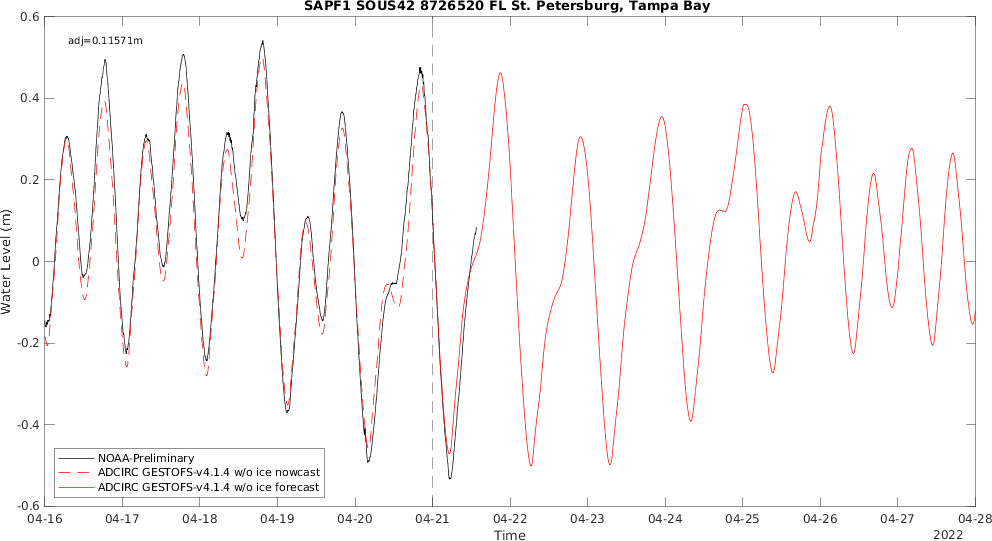 SAPF1 SOUS42 8726520 FL St. Petersburg, Tampa Bay
adj=0.11571m
0.6
0.4
0.2
0
-0.2
-0.4
-0.6
Water Level (m)
NOAA-Preliminary
ADCIRC GESTOFS-v4.1.4 w/o ice nowcast
ADCIRC GESTOFS-v4.1.4 w/o ice forecast
04-16 04-17 04-18 04-19 04-20 04-21 04-22 04-23 04-24 04-25 04-26 04-27 04-28
Time
2022